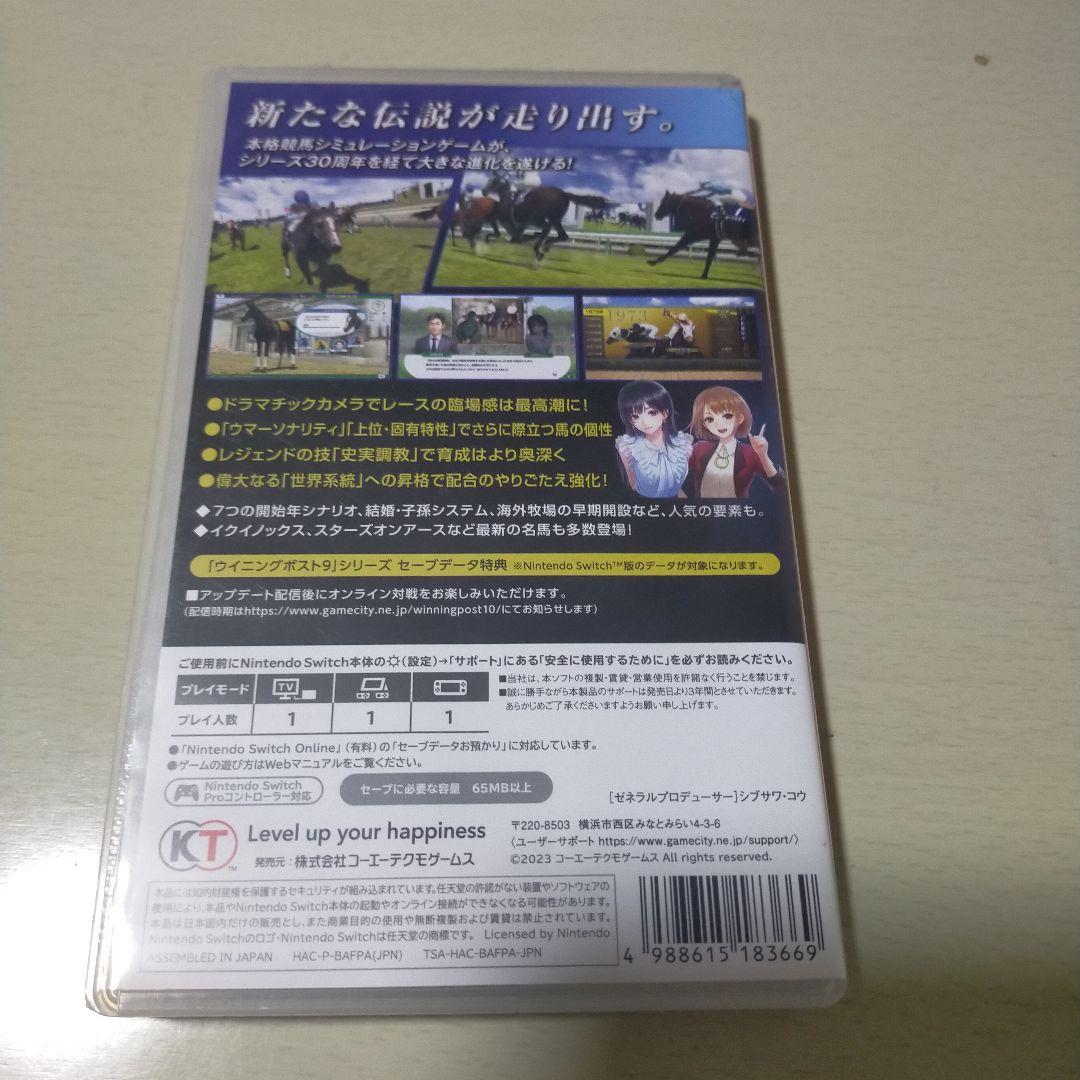 新たな伝説が走り出す。
本格競馬シミュレーションゲームが、
シリーズ30周年を経て大きな進化を遂げる!
1973
●ドラマチックカメラでレースの臨場感は最高潮に!
●「ウマーソナリティ」「上位・固有特性」でさらに際立つ馬の個性
●レジェンドの技「史実調教」で育成はより奥深く
●偉大なる「世界系統」への昇格で配合のやりごたえ強化!
◆7つの開始年シナリオ、結婚・子孫システム、海外牧場の早期開設など、人気の要素も。
◆イクイノックス、スターズオンアースなど最新の名馬も多数登場!
「ウイニングポスト9」シリーズ セーブデータ特典 ※Nintendo Switch™版のデータが対象になります。
■アップデート配信後にオンライン対戦をお楽しみいただけます。
(配信時期はhttps://www.gamecity.ne.jp/winningpost10/にてお知らせします)
ご使用前にNintendo Switch本体の(設定)→「サポート」にある「安全に使用するために」を必ずお読みください。
プレイモード TV
プレイ人数 1 1 1
■当社は、本ソフトの複製・賃貸・営業使用を許諾なく行うことを禁じます。
■誠に勝手ながら本製品のサポートは発売日より3年間とさせていただきます。
あらかじめご了承くださいますようお願い申し上げます。
●「Nintendo Switch Online」(有料)の「セーブデータお預かり」に対応しています。
●ゲームの遊び方はWebマニュアルをご覧ください。
Nintendo Switch
Proコントローラー対応
セーブに必要な容量 65MB以上
[ゼネラルプロデューサー]シブサワ・コウ
KT
Level up your happiness
発売元:株式会社コーエーテクモゲームス
〒220-8503 横浜市西区みなとみらい4-3-6
〈ユーザーサポート https://www.gamecity.ne.jp/support/〉
©2023 コーエーテクモゲームス All rights reserved.
本品には知的財産権を保護するセキュリティが組み込まれています。任天堂の許諾がない装置やソフトウェアの
使用により、本品やNintendo Switch本体の起動やオンライン接続ができなくなる可能性があります。
本品は日本国内だけの販売とし、また商業目的の使用や無断複製および賃貸は禁止されています。
Nintendo Switchのロゴ・Nintendo Switchは任天堂の商標です。 Licensed by Nintendo
ASSEMBLED IN JAPAN HAC-P-BAFPA(JPN) TSA-HAC-BAFPA-JPN
4 988615 183669